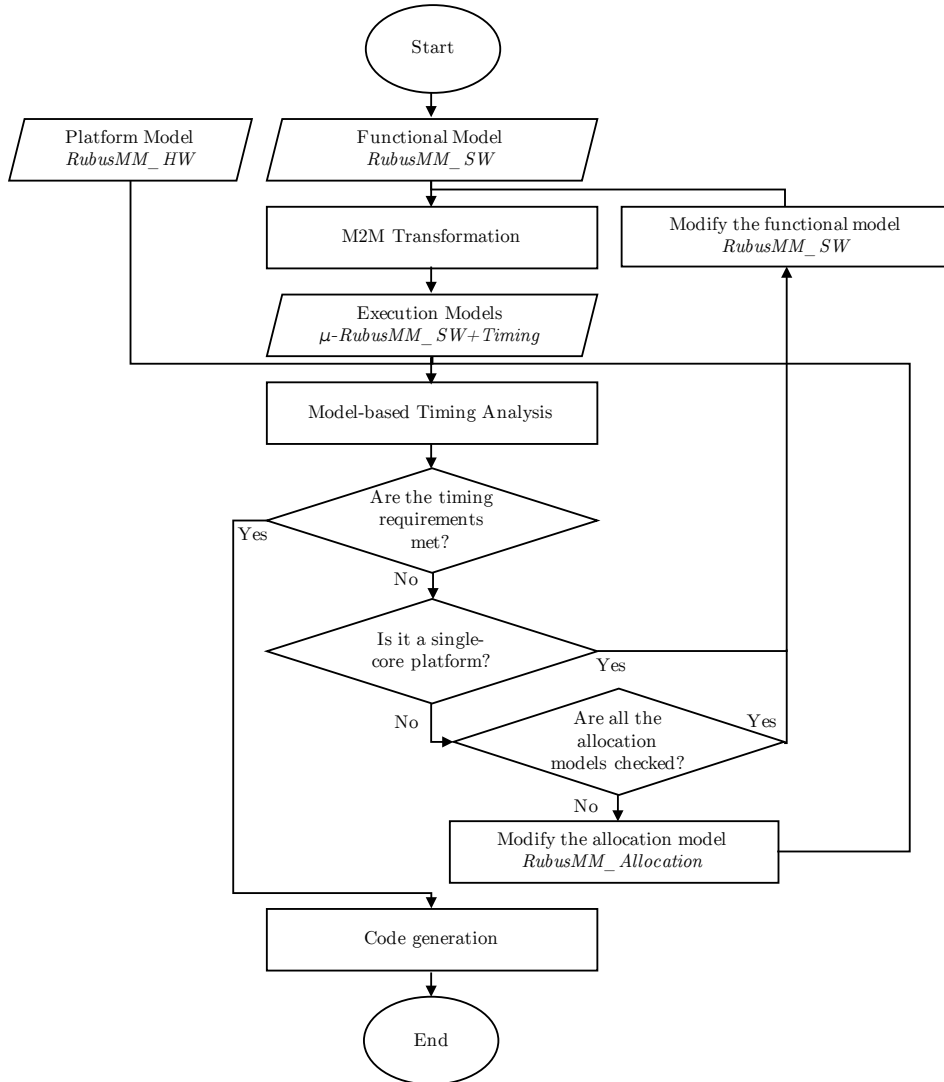 Start
Platform Model
RubusMM_HW
Functional Model
RubusMM_SW
M2M Transformation
Modify the functional model
RubusMM_SW
Execution Models
μ-RubusMM_SW+Timing
Model-based Timing Analysis
Are the timing
requirements
met?
Yes
No
Is it a single-
core platform?
Yes
No
Are all the
allocation
models checked?
Yes
No
Modify the allocation model
RubusMM_Allocation
Code generation
End